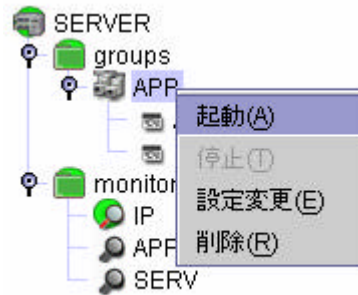 SERVER
groups
APP
起動(A)
停止(T)
monitor
設定変更(E)
IP
削除(R)
APP
SERV